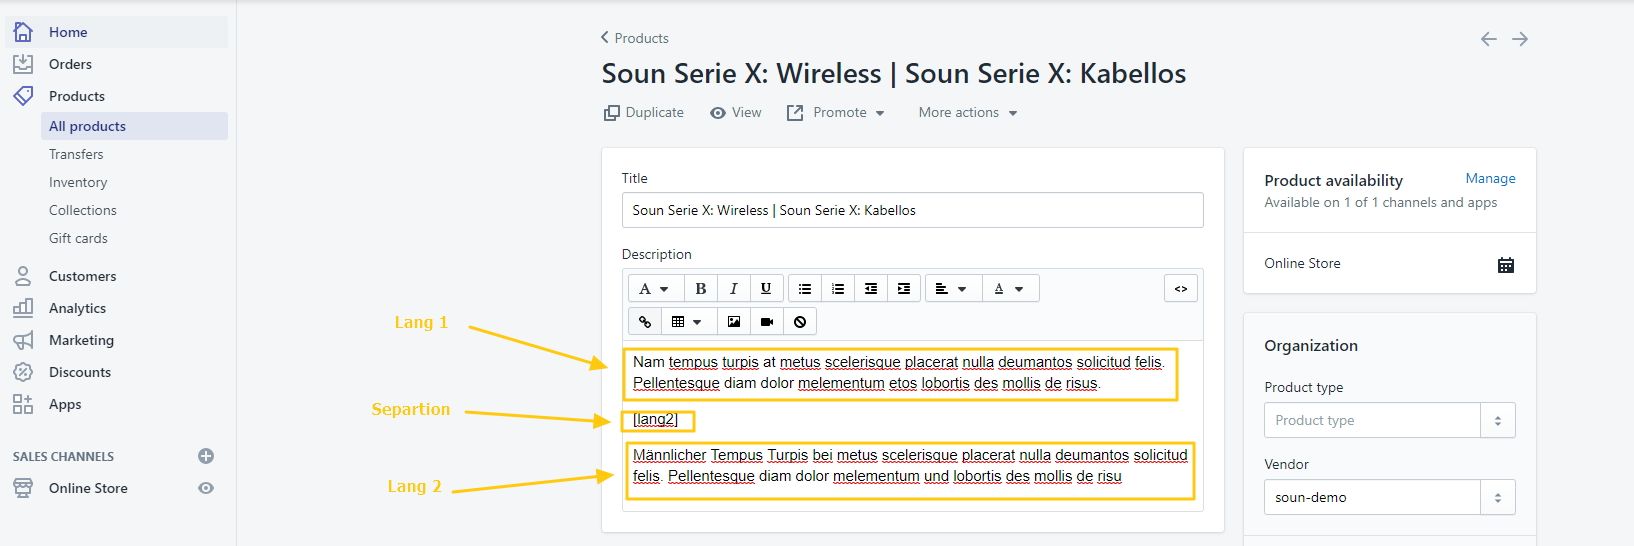 Home
Orders
Products
All products
Transfers
Inventory
Collections
Gift cards
Customers
Analytics
Marketing
Discounts
Apps
SALES CHANNELS
Online Store
Products
Soun Serie X: Wireless | Soun Serie X: Kabellos
Duplicate View Promote More actions
Title
Soun Serie X: Wireless | Soun Serie X: Kabellos
Description
A B I U A <>
Lang 1
Nam tempus turpis at metus scelerisque placerat nulla deumantos solicitud felis.
Pellentesque diam dolor melementum etos lobortis des mollis de risus.
Separtion
[lang2]
Lang 2
Männlicher Tempus Turpis bei metus scelerisque placerat nulla deumantos solicitud
felis. Pellentesque diam dolor melementum und lobortis des mollis de risu
Product availability Manage
Available on 1 of 1 channels and apps
Online Store
Organization
Product type
Product type
Vendor
soun-demo